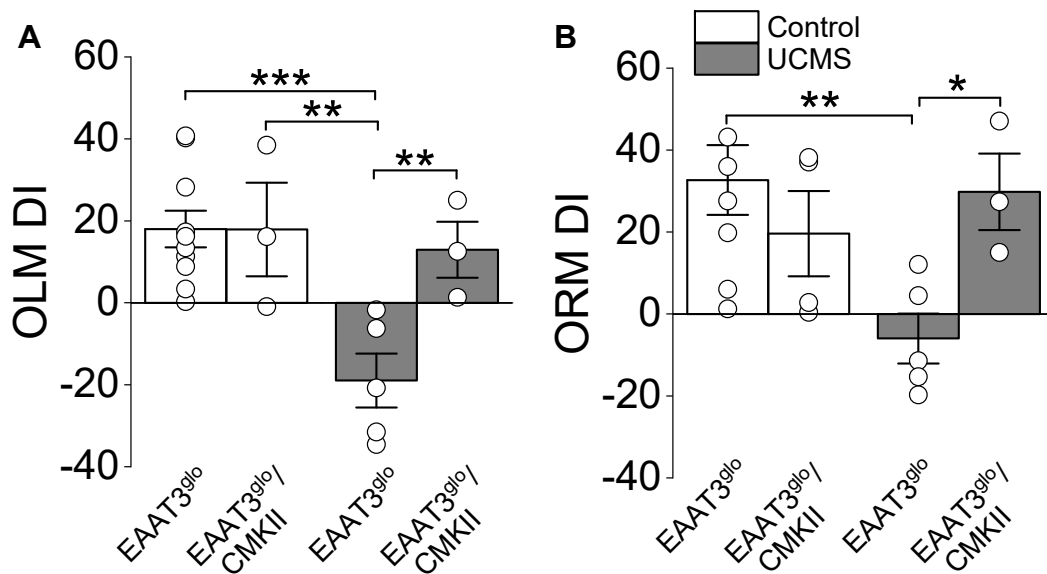 A
OLM DI
60
40
20
0
-20
-40
***
**
**
EAAT3glo
EAAT3glo/
CMKII
EAAT3glo
EAAT3glo/
CMKII
B
Control
UCMS
ORM DI
60
40
20
0
-20
-40
**
*
EAAT3glo
EAAT3glo/
CMKII
EAAT3glo
EAAT3glo/
CMKII